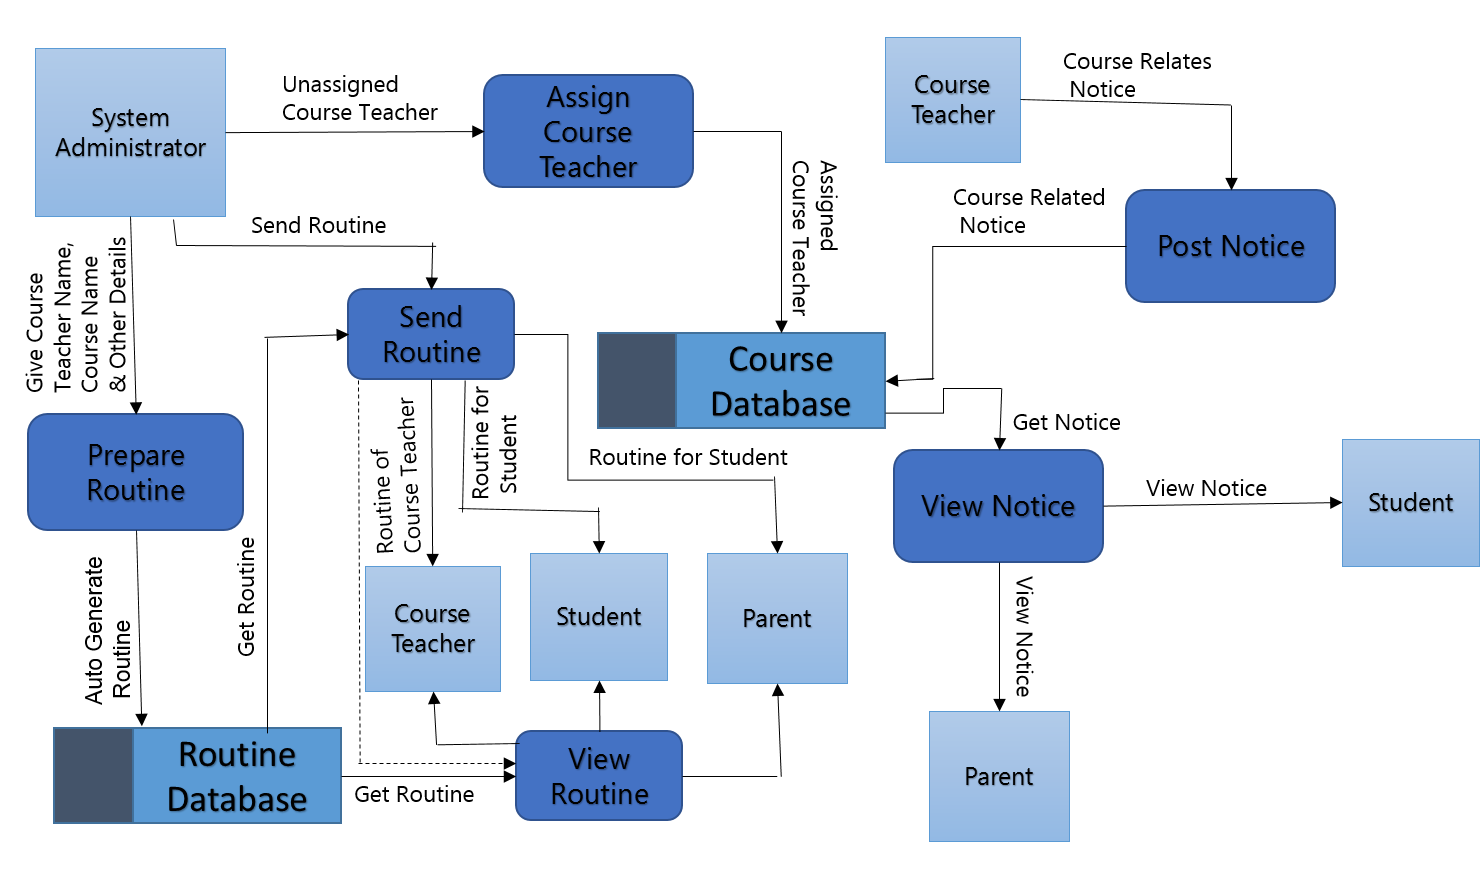 System
Administrator
Unassigned
Course Teacher
Assign
Course
Teacher
Course
Teacher
Course Relates
Notice
Assigned
Course Teacher
Course Related
Notice
Post Notice
Send Routine
Give Course
Teacher Name,
Course Name
& Other Details
Send
Routine
Course
Database
Get Notice
Prepare
Routine
Routine of
Course Teacher
Routine for
Student
Routine for Student
View Notice
View Notice
Student
Get Routine
Auto Generate
Routine
Course
Teacher
Student
Parent
View Notice
Routine
Database
Get Routine
View
Routine
Parent